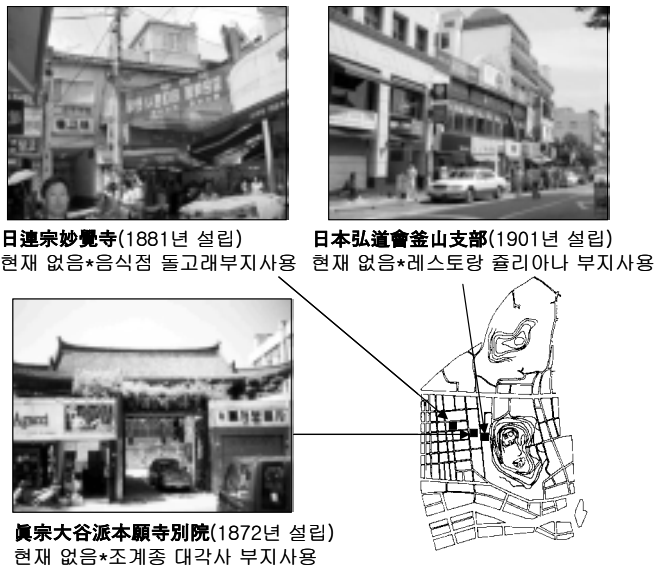 日連宗妙覺寺(1881년 설립)
현재 없음*음식점 돌고래부지사용
日本弘道會釜山支部(1901년 설립)
현재 없음*레스토랑 쥴리아나 부지사용
眞宗大谷派本願寺別院(1872년 설립)
현재 없음*조계종 대각사 부지사용